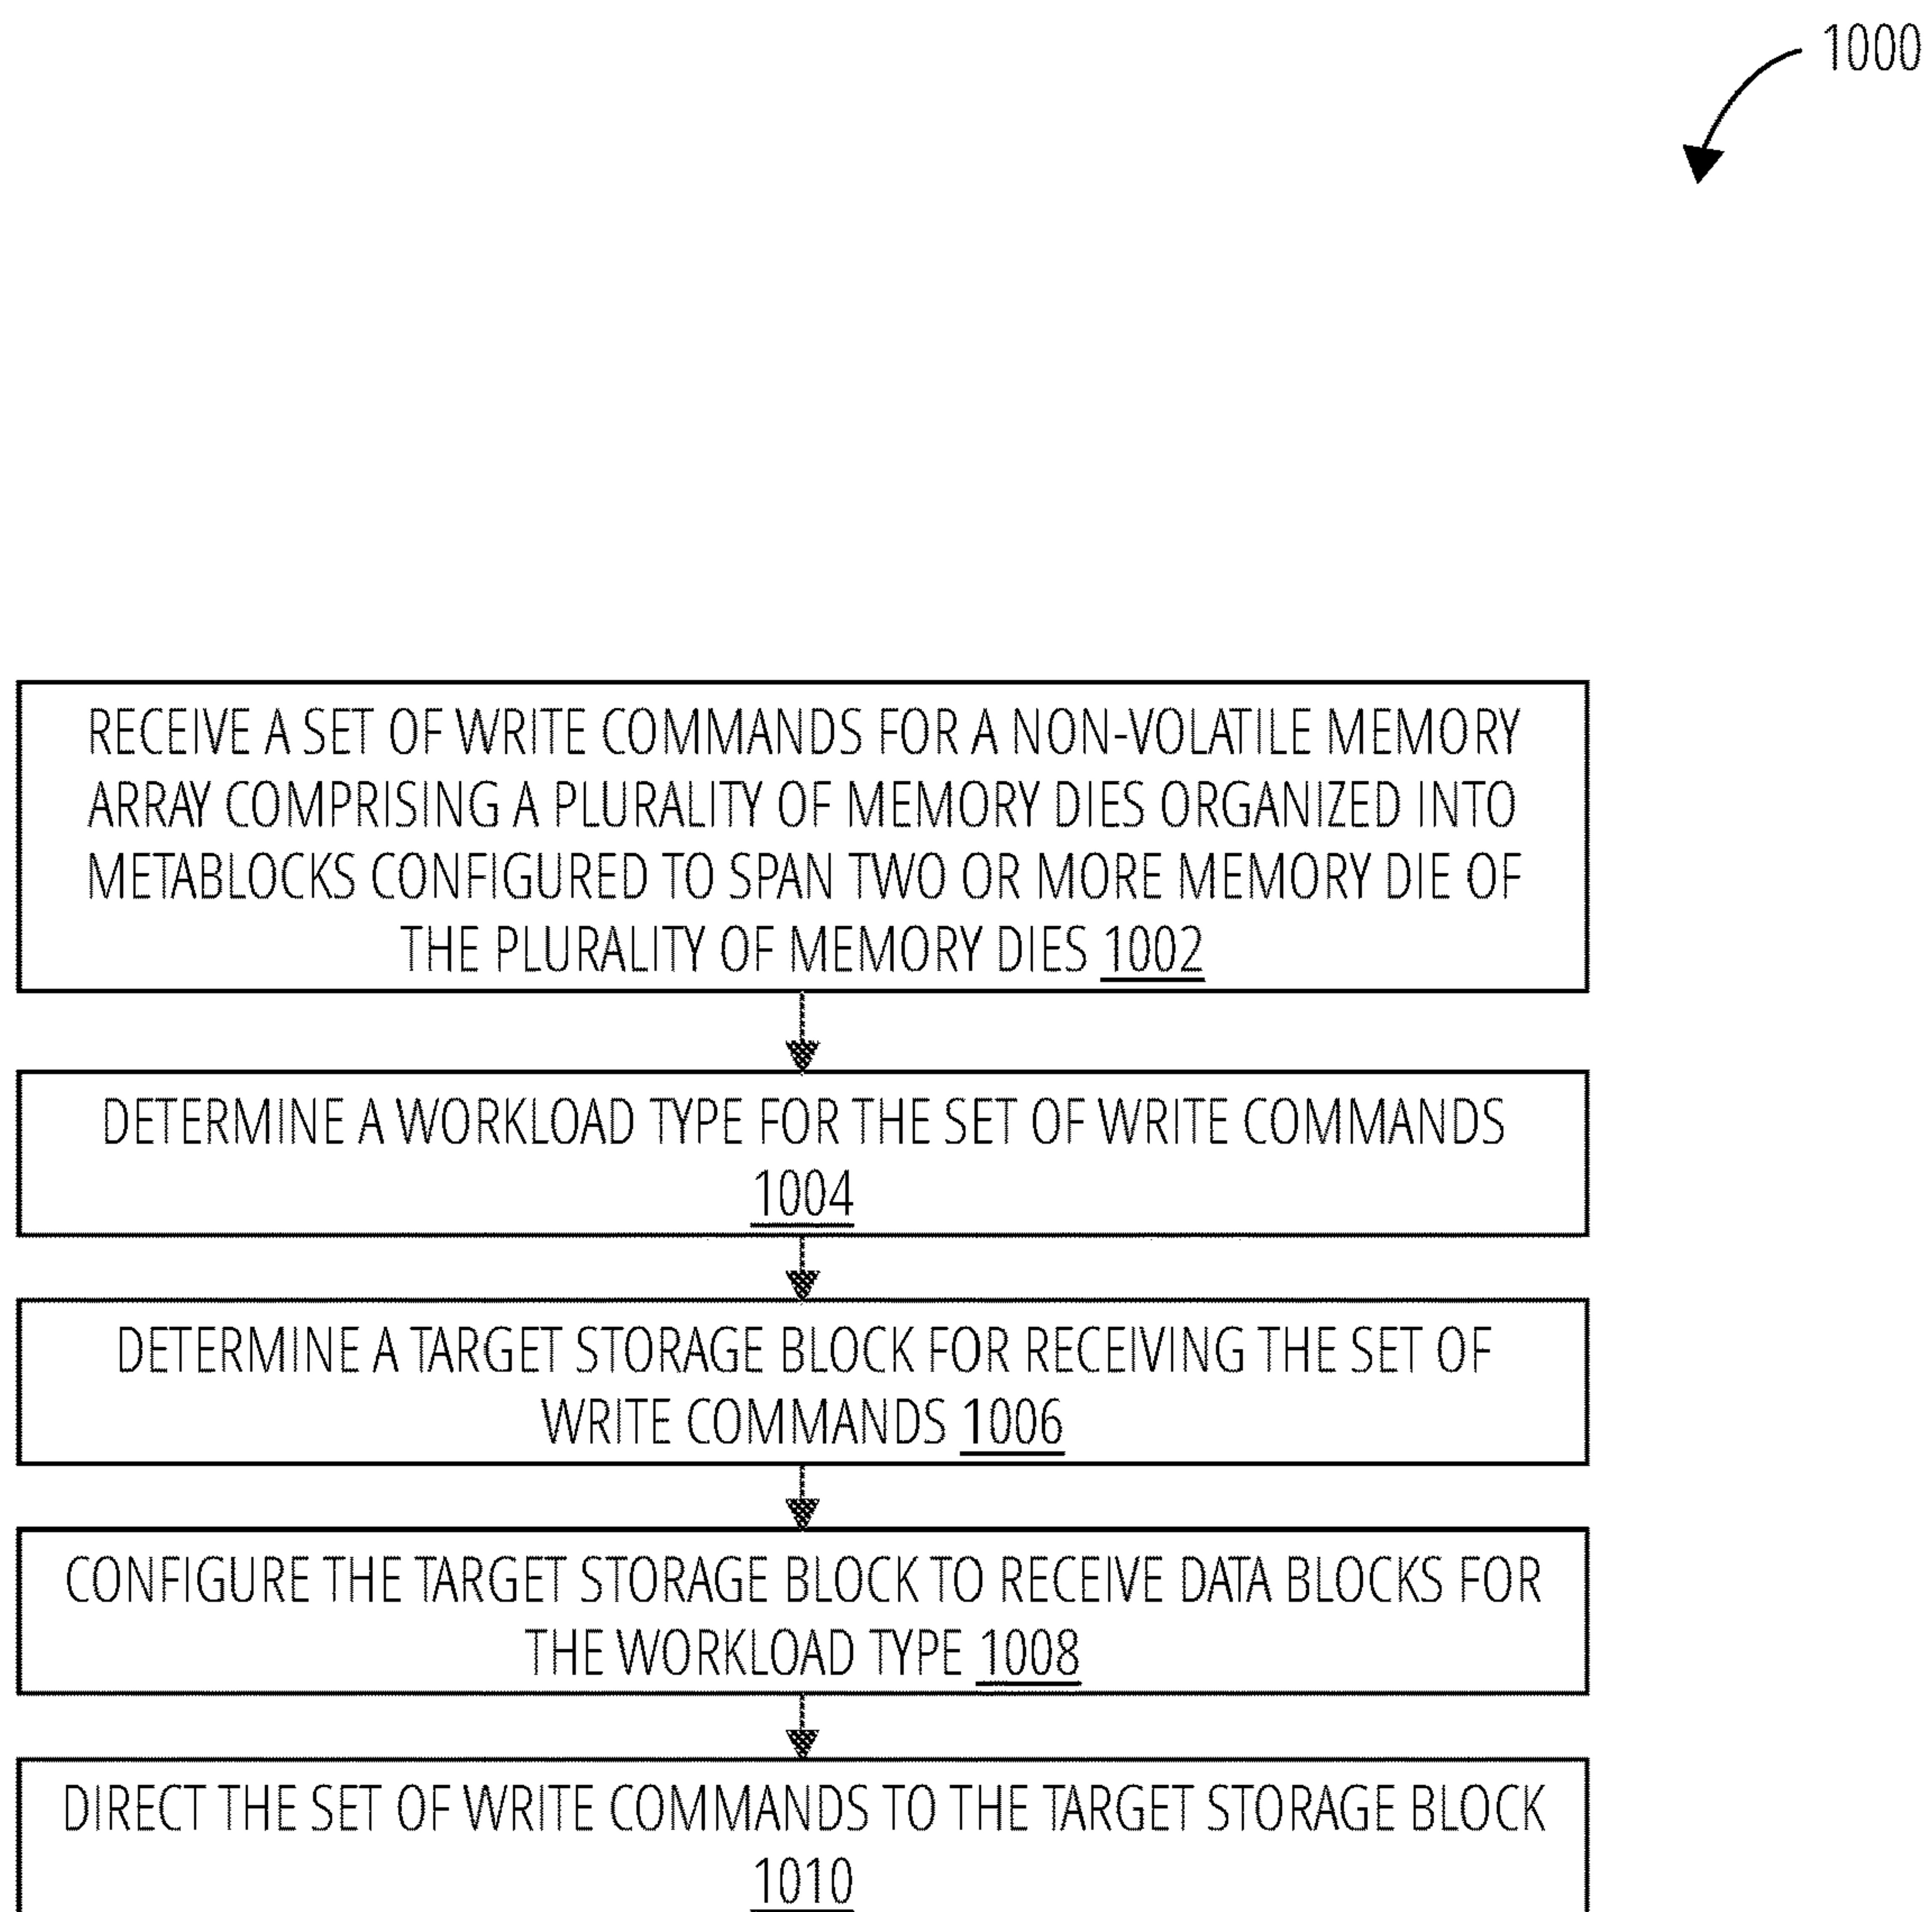 1000
RECEIVE A SET OF WRITE COMMANDS FOR A NON-VOLATILE MEMORY
ARRAY COMPRISING A PLURALITY OF MEMORY DIES ORGANIZED INTO
METABLOCKS CONFIGURED TO SPAN TWO OR MORE MEMORY DIE OF
THE PLURALITY OF MEMORY DIES 1002
DETERMINE A WORKLOAD TYPE FOR THE SET OF WRITE COMMANDS
1004
DETERMINE A TARGET STORAGE BLOCK FOR RECEIVING THE SET OF
WRITE COMMANDS 1006
CONFIGURE THE TARGET STORAGE BLOCK TO RECEIVE DATA BLOCKS FOR
THE WORKLOAD TYPE 1008
DIRECT THE SET OF WRITE COMMANDS TO THE TARGET STORAGE BLOCK
1010